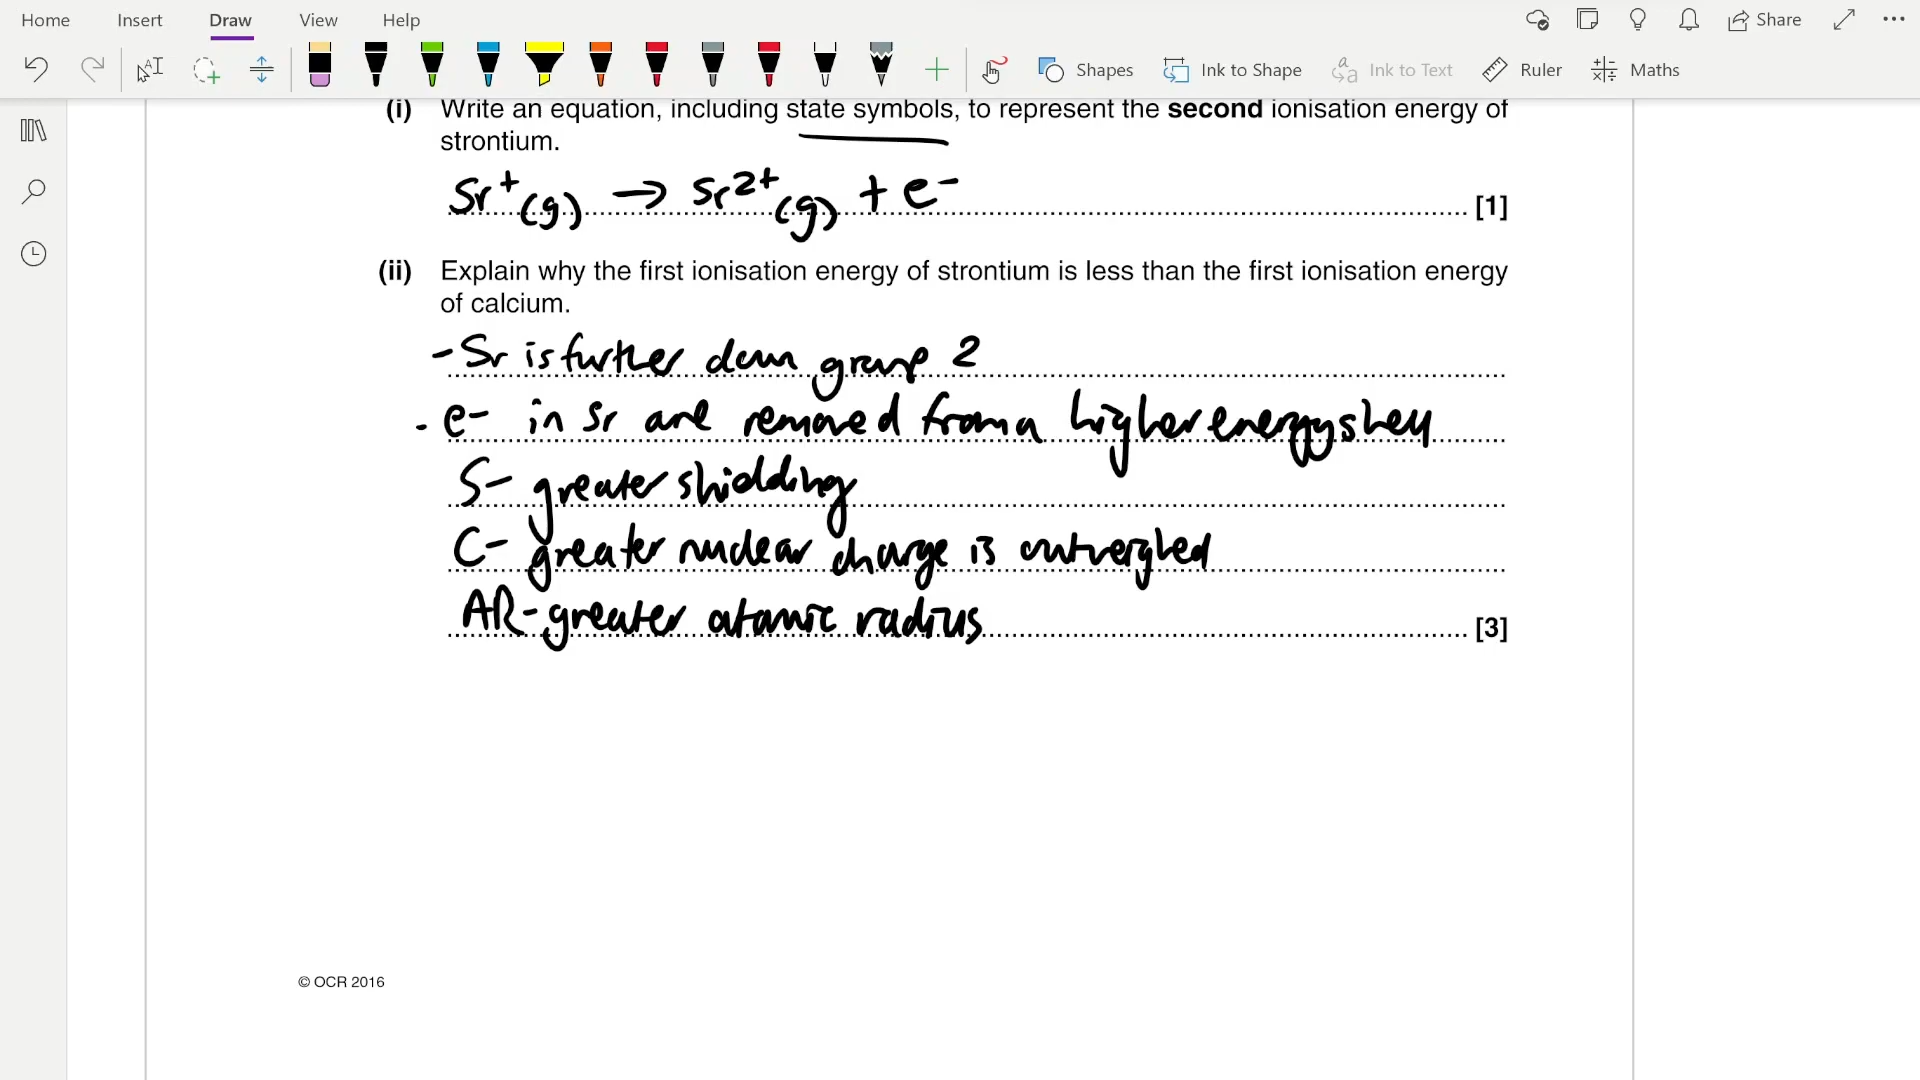 Home Insert Draw View Help Share
Shapes Ink to Shape Ink to Text Ruler Maths
(i) Write an equation, including state symbols, to represent the second ionisation energy of
strontium.
Sr⁺(g) → Sr²⁺(g) + e⁻ [1]
(ii) Explain why the first ionisation energy of strontium is less than the first ionisation energy
of calcium.
- Sr is further down group 2
- e⁻ in Sr are removed from a higher energy shell
S- greater shielding
C- greater nuclear charge is outweighed
AR- greater atomic radius [3]
© OCR 2016